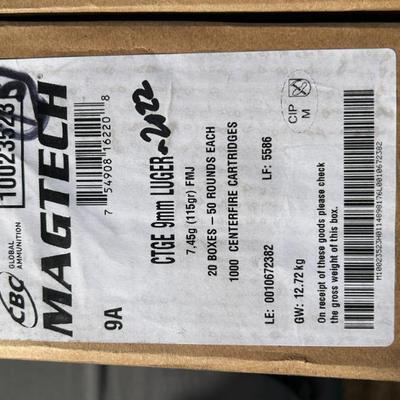 10023523
CBC
GLOBAL
AMMUNITION
MAGTECH®
9A
7 54908 16220 8
CTGE 9mm LUGER -2022
7,45g (115gr) FMJ
20 BOXES – 50 ROUNDS EACH
1000 CENTERFIRE CARTRIDGES
LE: 0010672382
LF: 5586
GW: 12.72 kg
CIP
M
On receipt of these goods please check
the gross weight of this box.